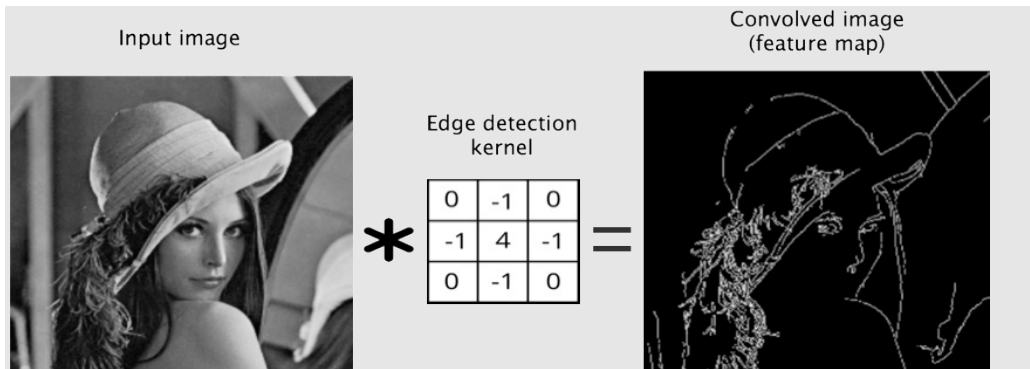 Input image
Edge detection
kernel
0 -1 0
-1 4 -1
0 -1 0
Convolved image
(feature map)